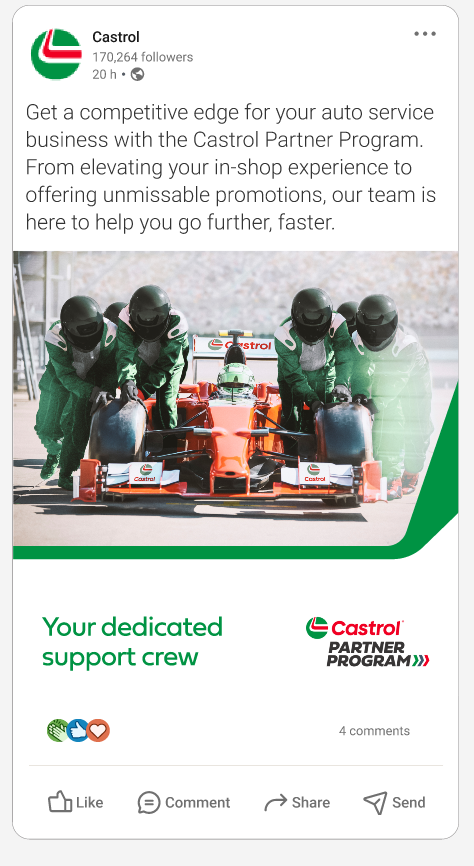 Castrol
170,264 followers
20 h •
Get a competitive edge for your auto service
business with the Castrol Partner Program.
From elevating your in-shop experience to
offering unmissable promotions, our team is
here to help you go further, faster.
Castrol
Castrol
Castrol
Your dedicated
support crew
Castrol
PARTNER
PROGRAM
4 comments
Like
Comment
Share
Send